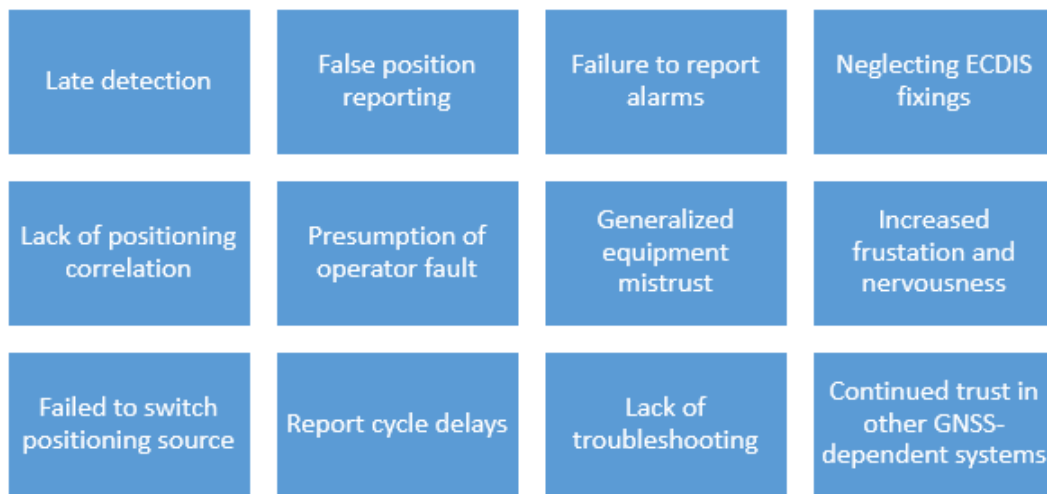 Late detection
False position
reporting
Failure to report
alarms
Neglecting ECDIS
fixings
Lack of positioning
correlation
Presumption of
operator fault
Generalized
equipment
mistrust
Increased
frustation and
nervousness
Failed to switch
positioning source
Report cycle delays
Lack of
troubleshooting
Continued trust in
other GNSS-
dependent systems